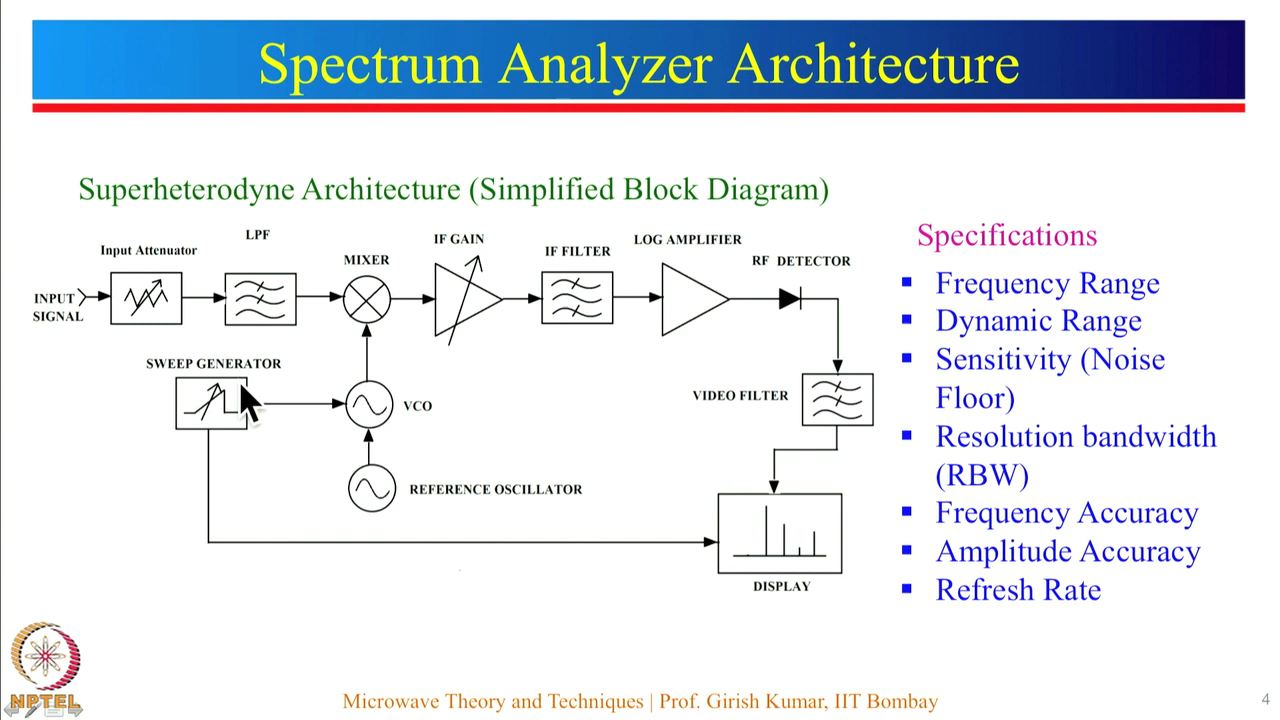 Spectrum Analyzer Architecture
Superheterodyne Architecture (Simplified Block Diagram)
Input Attenuator
LPF
MIXER
IF GAIN
IF FILTER
LOG AMPLIFIER
RF DETECTOR
INPUT
SIGNAL
SWEEP GENERATOR
VCO
VIDEO FILTER
REFERENCE OSCILLATOR
DISPLAY
Specifications
▪ Frequency Range
▪ Dynamic Range
▪ Sensitivity (Noise
Floor)
▪ Resolution bandwidth
(RBW)
▪ Frequency Accuracy
▪ Amplitude Accuracy
▪ Refresh Rate
NPTEL
Microwave Theory and Techniques | Prof. Girish Kumar, IIT Bombay
4